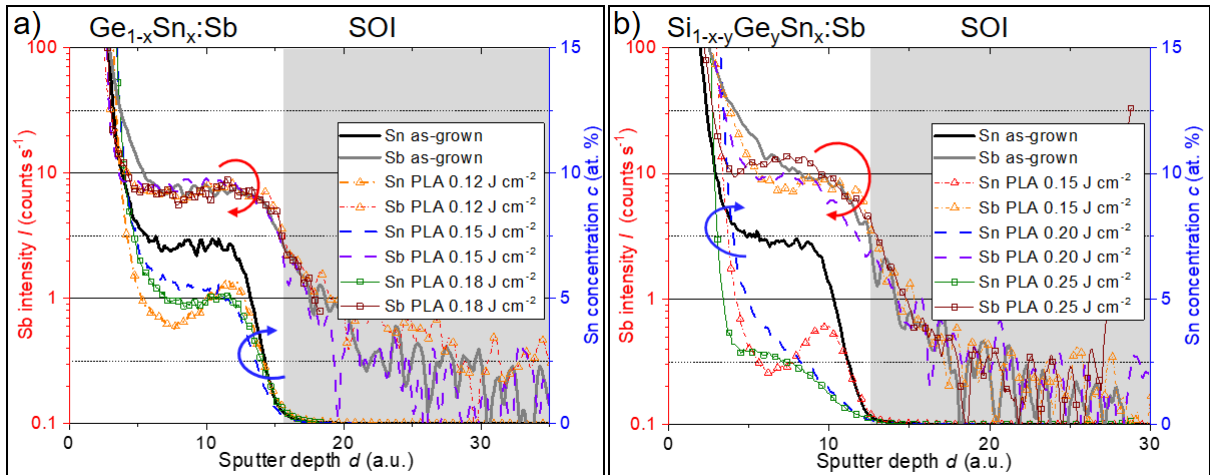 a)
Ge1-xSnx:Sb
SOI
100
10
1
0.1
Sb intensity I / (counts s-1)
15
10
5
0
Sn concentration c (at. %)
Sn as-grown
Sb as-grown
Sn PLA 0.12 J cm-2
Sb PLA 0.12 J cm-2
Sn PLA 0.15 J cm-2
Sb PLA 0.15 J cm-2
Sn PLA 0.18 J cm-2
Sb PLA 0.18 J cm-2
0 10 20 30
Sputter depth d (a.u.)
b)
Si1-x-yGeySnx:Sb
SOI
100
10
1
0.1
Sb intensity I / (counts s-1)
15
10
5
0
Sn concentration c (at. %)
Sn as-grown
Sb as-grown
Sn PLA 0.15 J cm-2
Sb PLA 0.15 J cm-2
Sn PLA 0.20 J cm-2
Sb PLA 0.20 J cm-2
Sn PLA 0.25 J cm-2
Sb PLA 0.25 J cm-2
0 10 20 30
Sputter depth d (a.u.)